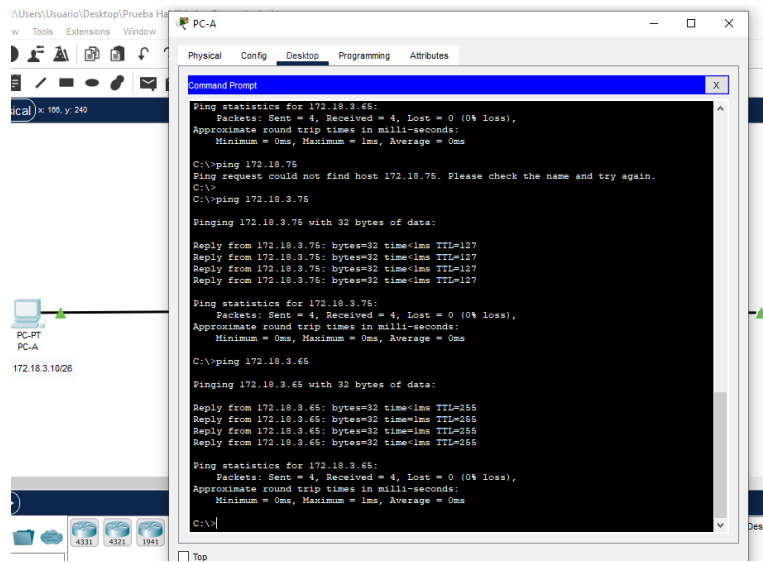 :\Users\Usuario\Desktop\Prueba Ha
PC-A
w Tools Extensions Window
Physical Config Desktop Programming Attributes
Command Prompt X
x: 166, y: 240
Ping statistics for 172.18.3.65:
Packets: Sent = 4, Received = 4, Lost = 0 (0% loss),
Approximate round trip times in milli-seconds:
Minimum = 0ms, Maximum = 1ms, Average = 0ms
C:\>ping 172.18.75
Ping request could not find host 172.18.75. Please check the name and try again.
C:\>
C:\>ping 172.18.3.75
Pinging 172.18.3.75 with 32 bytes of data:
Reply from 172.18.3.75: bytes=32 time<1ms TTL=127
Reply from 172.18.3.75: bytes=32 time<1ms TTL=127
Reply from 172.18.3.75: bytes=32 time<1ms TTL=127
Reply from 172.18.3.75: bytes=32 time<1ms TTL=127
Ping statistics for 172.18.3.75:
Packets: Sent = 4, Received = 4, Lost = 0 (0% loss),
Approximate round trip times in milli-seconds:
Minimum = 0ms, Maximum = 0ms, Average = 0ms
C:\>ping 172.18.3.65
Pinging 172.18.3.65 with 32 bytes of data:
Reply from 172.18.3.65: bytes=32 time<1ms TTL=255
Reply from 172.18.3.65: bytes=32 time=1ms TTL=255
Reply from 172.18.3.65: bytes=32 time=1ms TTL=255
Reply from 172.18.3.65: bytes=32 time<1ms TTL=255
Ping statistics for 172.18.3.65:
Packets: Sent = 4, Received = 4, Lost = 0 (0% loss),
Approximate round trip times in milli-seconds:
Minimum = 0ms, Maximum = 1ms, Average = 0ms
C:\>
PC-PT
PC-A
172.18.3.10/26
4331 4321 1941
Des
Top